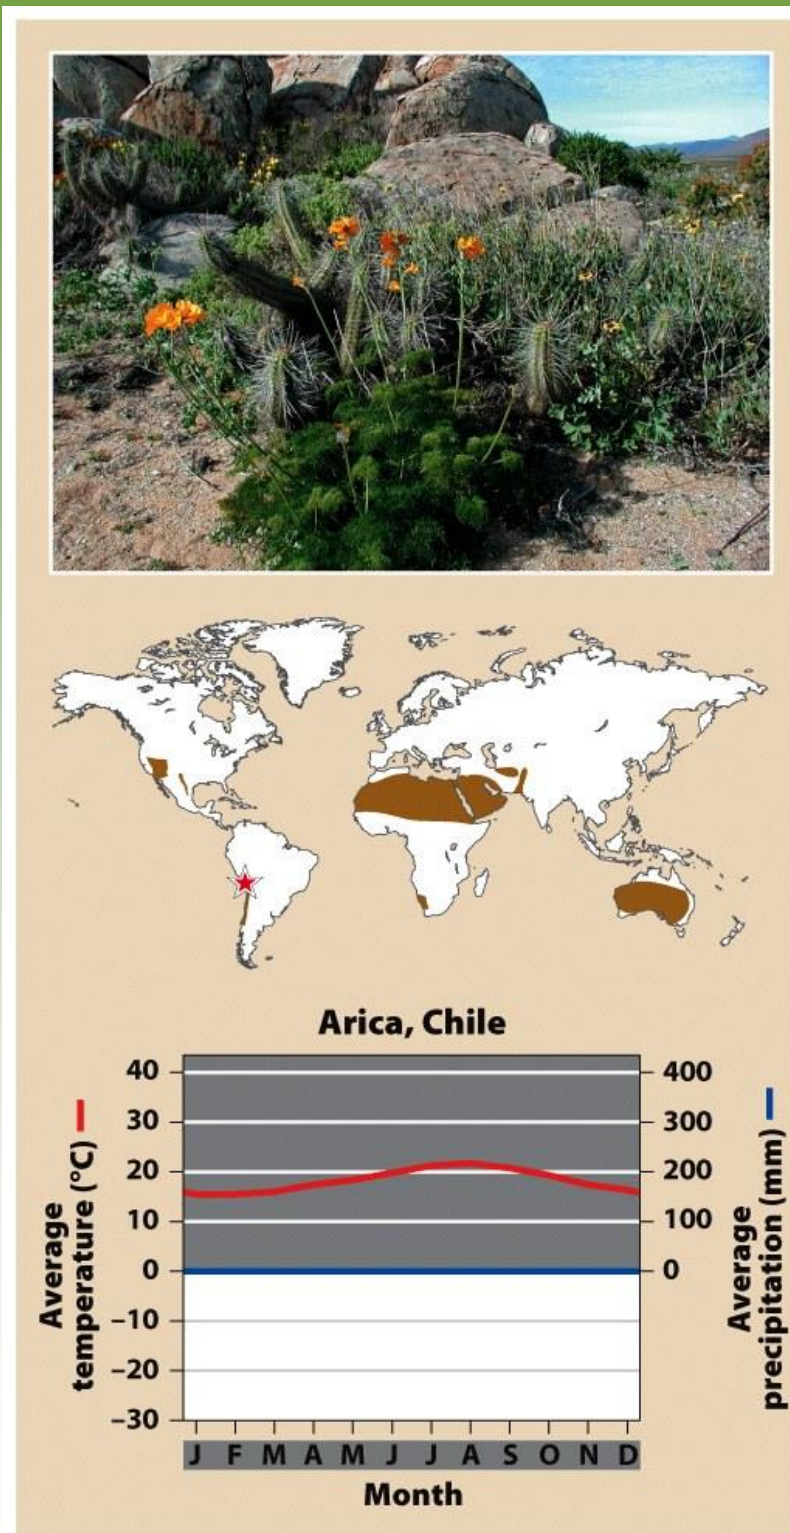 Arica, Chile
40
30
20
10
0
–10
–20
–30
400
300
200
100
0
Average
temperature (°C)
Average
precipitation (mm)
J F M A M J J A S O N D
Month